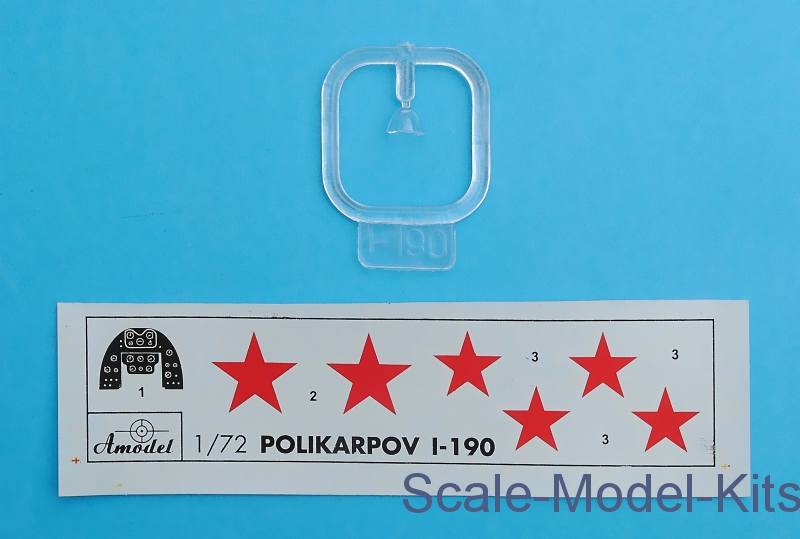 I-190
3
3
1
2
3
Amodel
1/72 POLIKARPOV I-190
Scale-Model-Kits